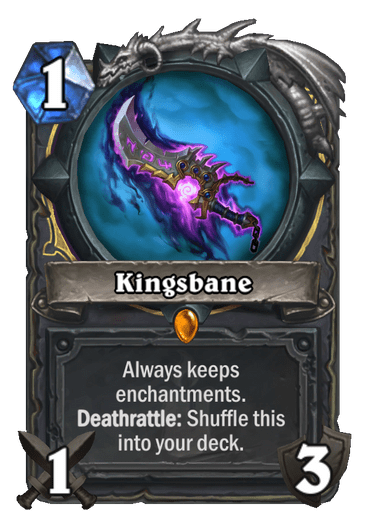 1
Kingsbane
Always keeps
enchantments.
Deathrattle: Shuffle this
into your deck.
1
3